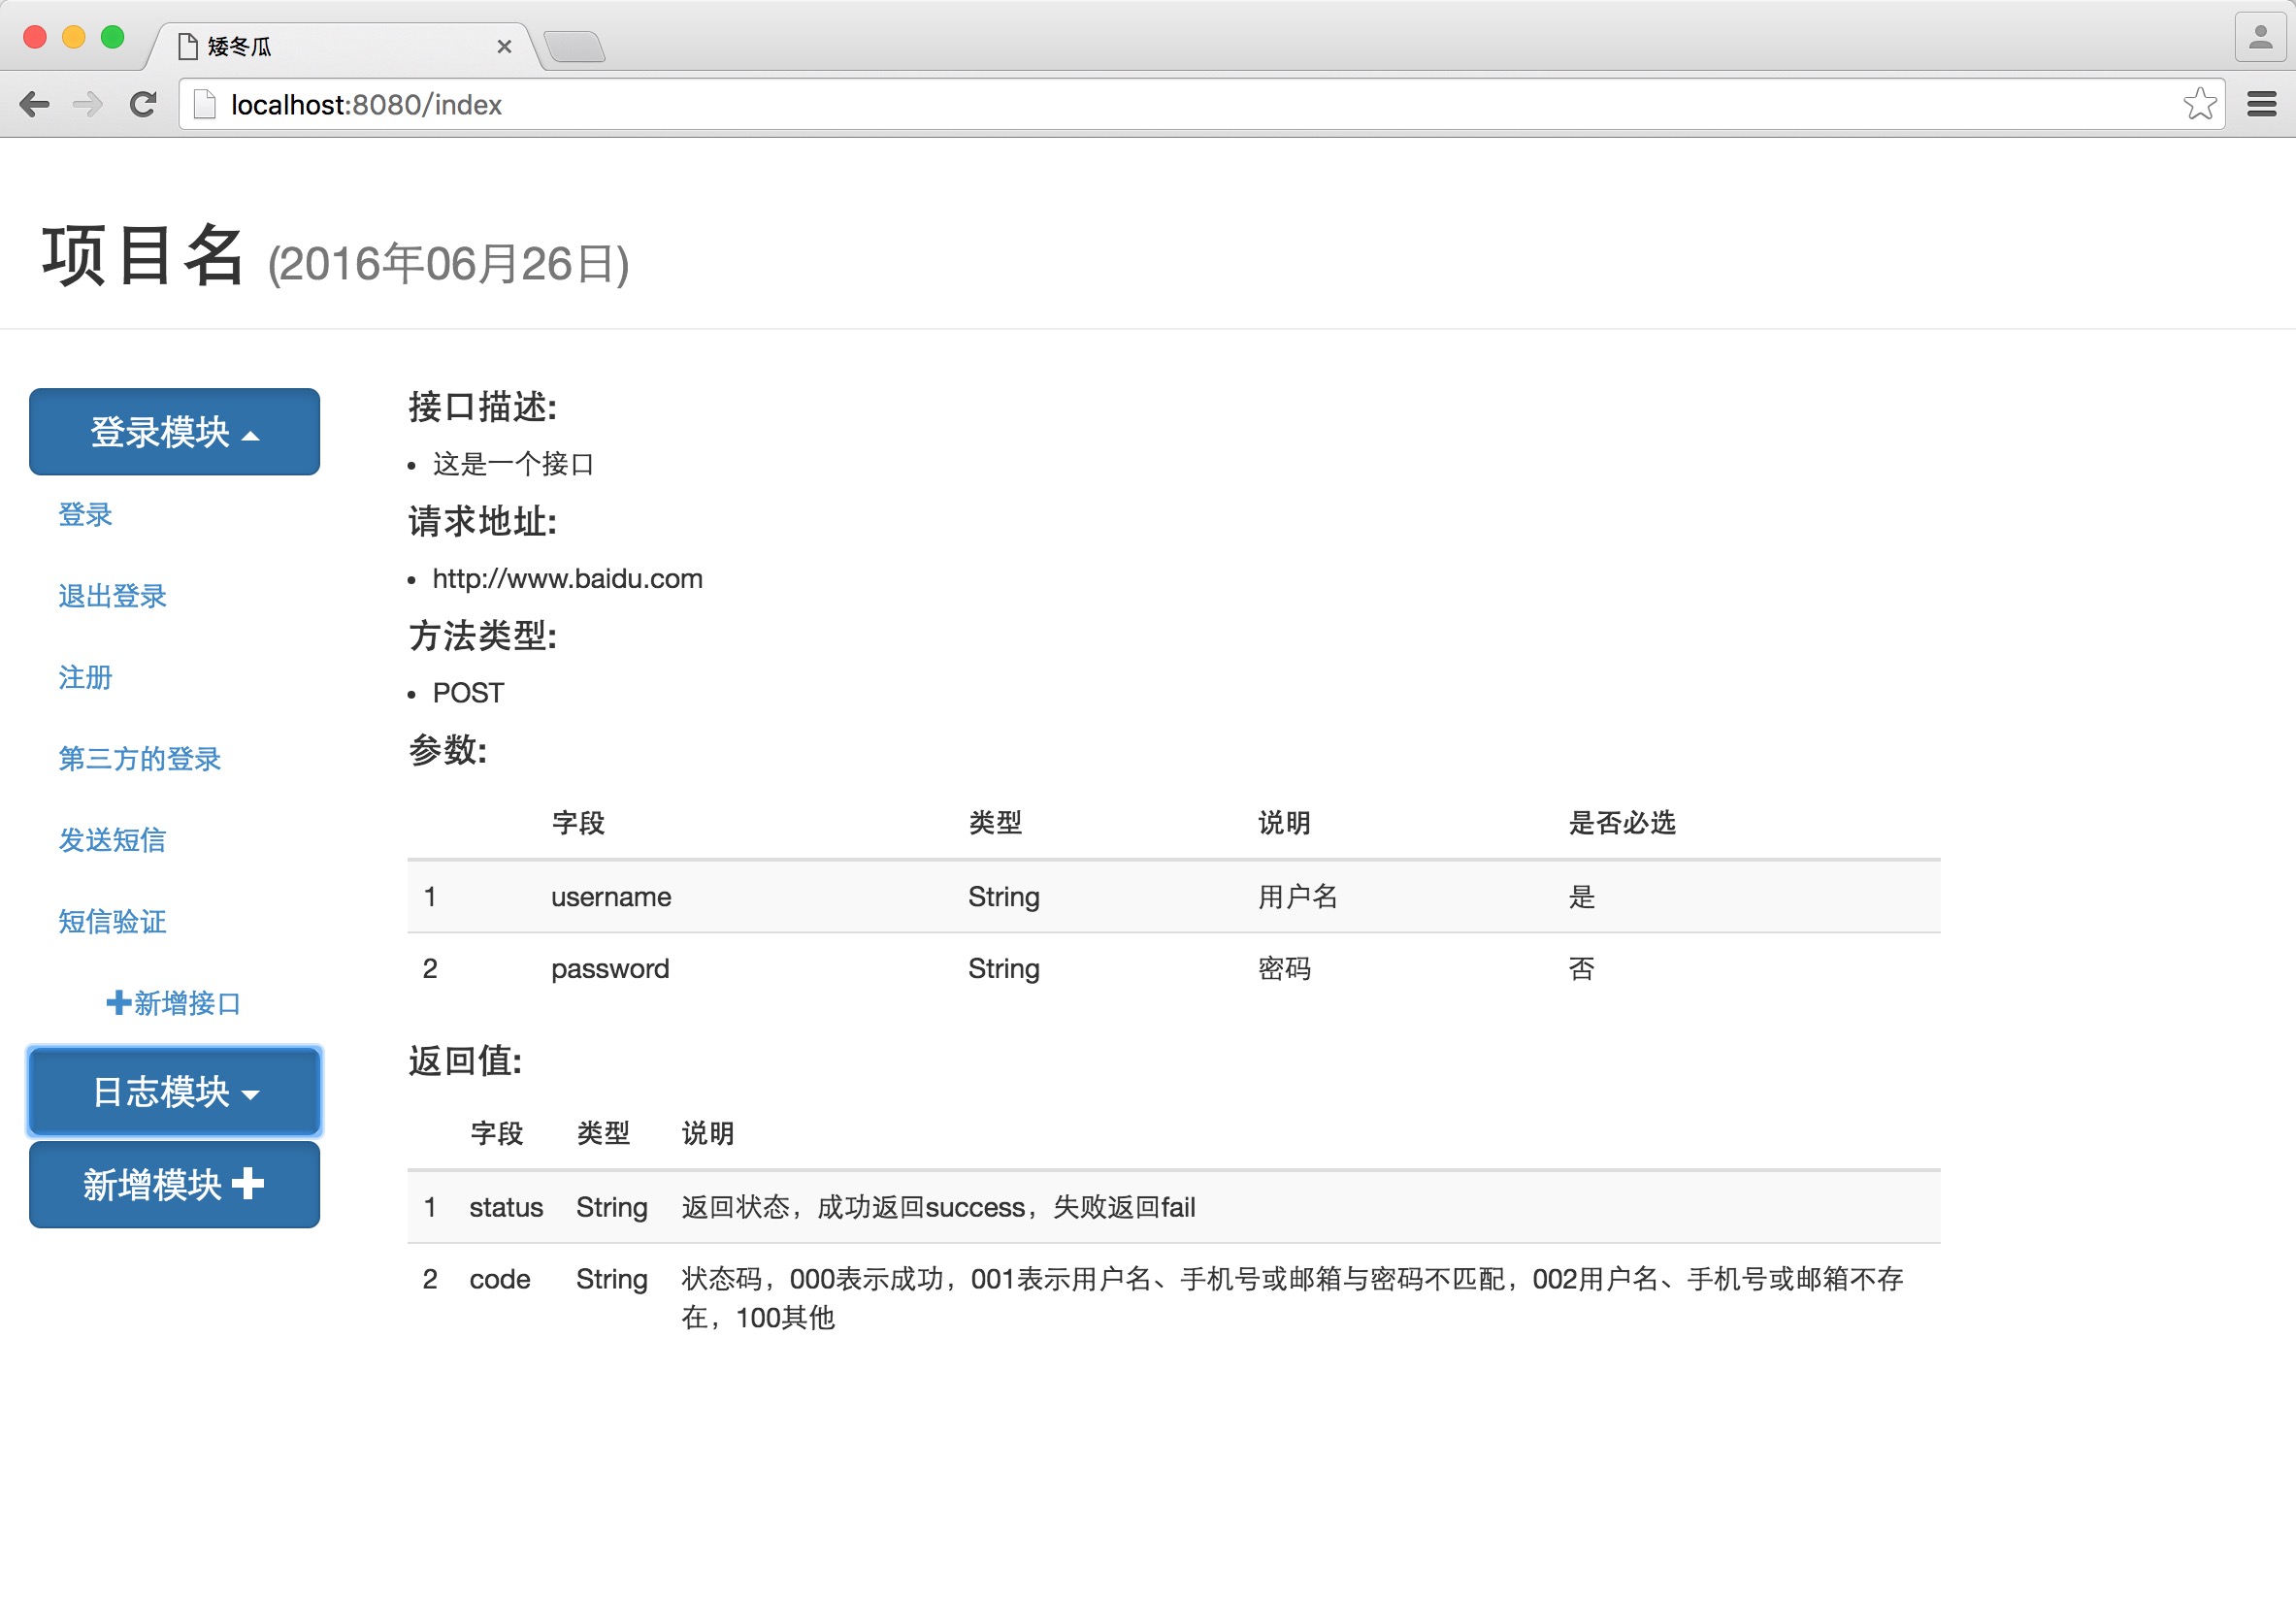 矮冬瓜
localhost:8080/index
项目名 (2016年06月26日)
登录模块
登录
退出登录
注册
第三方的登录
发送短信
短信验证
新增接口
日志模块
新增模块
接口描述:
这是一个接口
请求地址:
http://www.baidu.com
方法类型:
POST
参数:
字段 类型 说明 是否必选
1 username String 用户名 是
2 password String 密码 否
返回值:
字段 类型 说明
1 status String 返回状态，成功返回success，失败返回fail
2 code String 状态码，000表示成功，001表示用户名、手机号或邮箱与密码不匹配，002用户名、手机号或邮箱不存
在，100其他